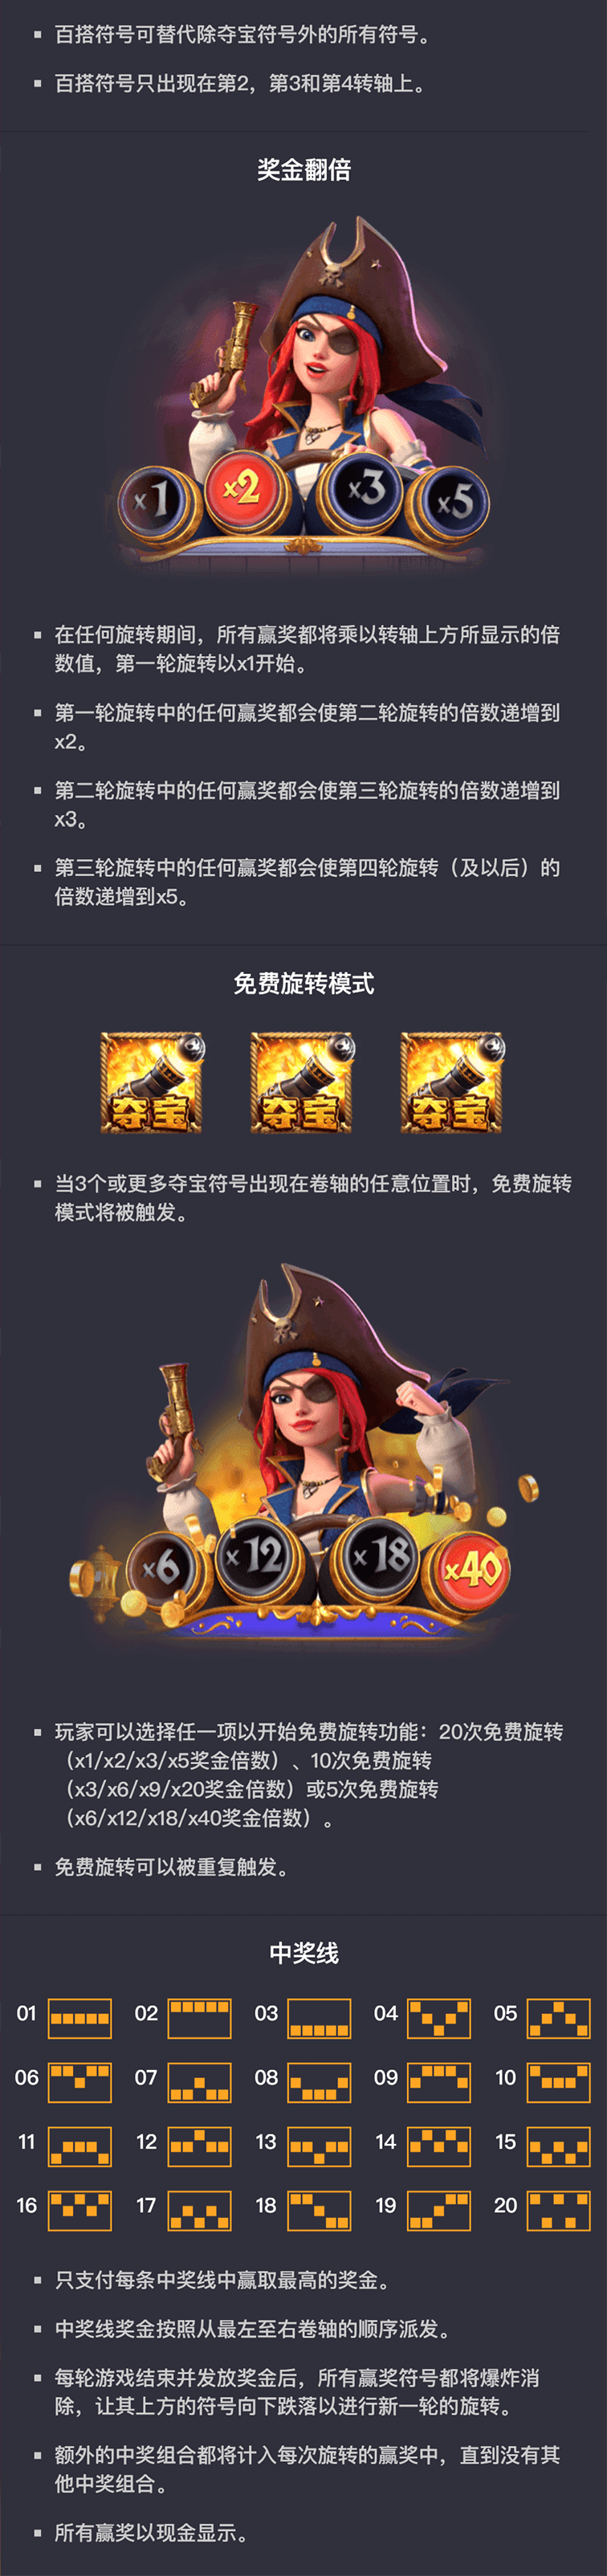 百搭符号可替代除夺宝符号外的所有符号。
百搭符号只出现在第2，第3和第4转轴上。
奖金翻倍
x1 x2 x3 x5
在任何旋转期间，所有赢奖都将乘以转轴上方所显示的倍
数值，第一轮旋转以x1开始。
第一轮旋转中的任何赢奖都会使第二轮旋转的倍数递增到
x2。
第二轮旋转中的任何赢奖都会使第三轮旋转的倍数递增到
x3。
第三轮旋转中的任何赢奖都会使第四轮旋转（及以后）的
倍数递增到x5。
免费旋转模式
夺宝 夺宝 夺宝
当3个或更多夺宝符号出现在卷轴的任意位置时，免费旋转
模式将被触发。
x6 x12 x18 x40
玩家可以选择任一项以开始免费旋转功能：20次免费旋转
（x1/x2/x3/x5奖金倍数）、10次免费旋转
（x3/x6/x9/x20奖金倍数）或5次免费旋转
（x6/x12/x18/x40奖金倍数）。
免费旋转可以被重复触发。
中奖线
01 02 03 04 05
06 07 08 09 10
11 12 13 14 15
16 17 18 19 20
只支付每条中奖线中赢取最高的奖金。
中奖线奖金按照从最左至右卷轴的顺序派发。
每轮游戏结束并发放奖金后，所有赢奖符号都将爆炸消
除，让其上方的符号向下跌落以进行新一轮的旋转。
额外的中奖组合都将计入每次旋转的赢奖中，直到没有其
他中奖组合。
所有赢奖以现金显示。